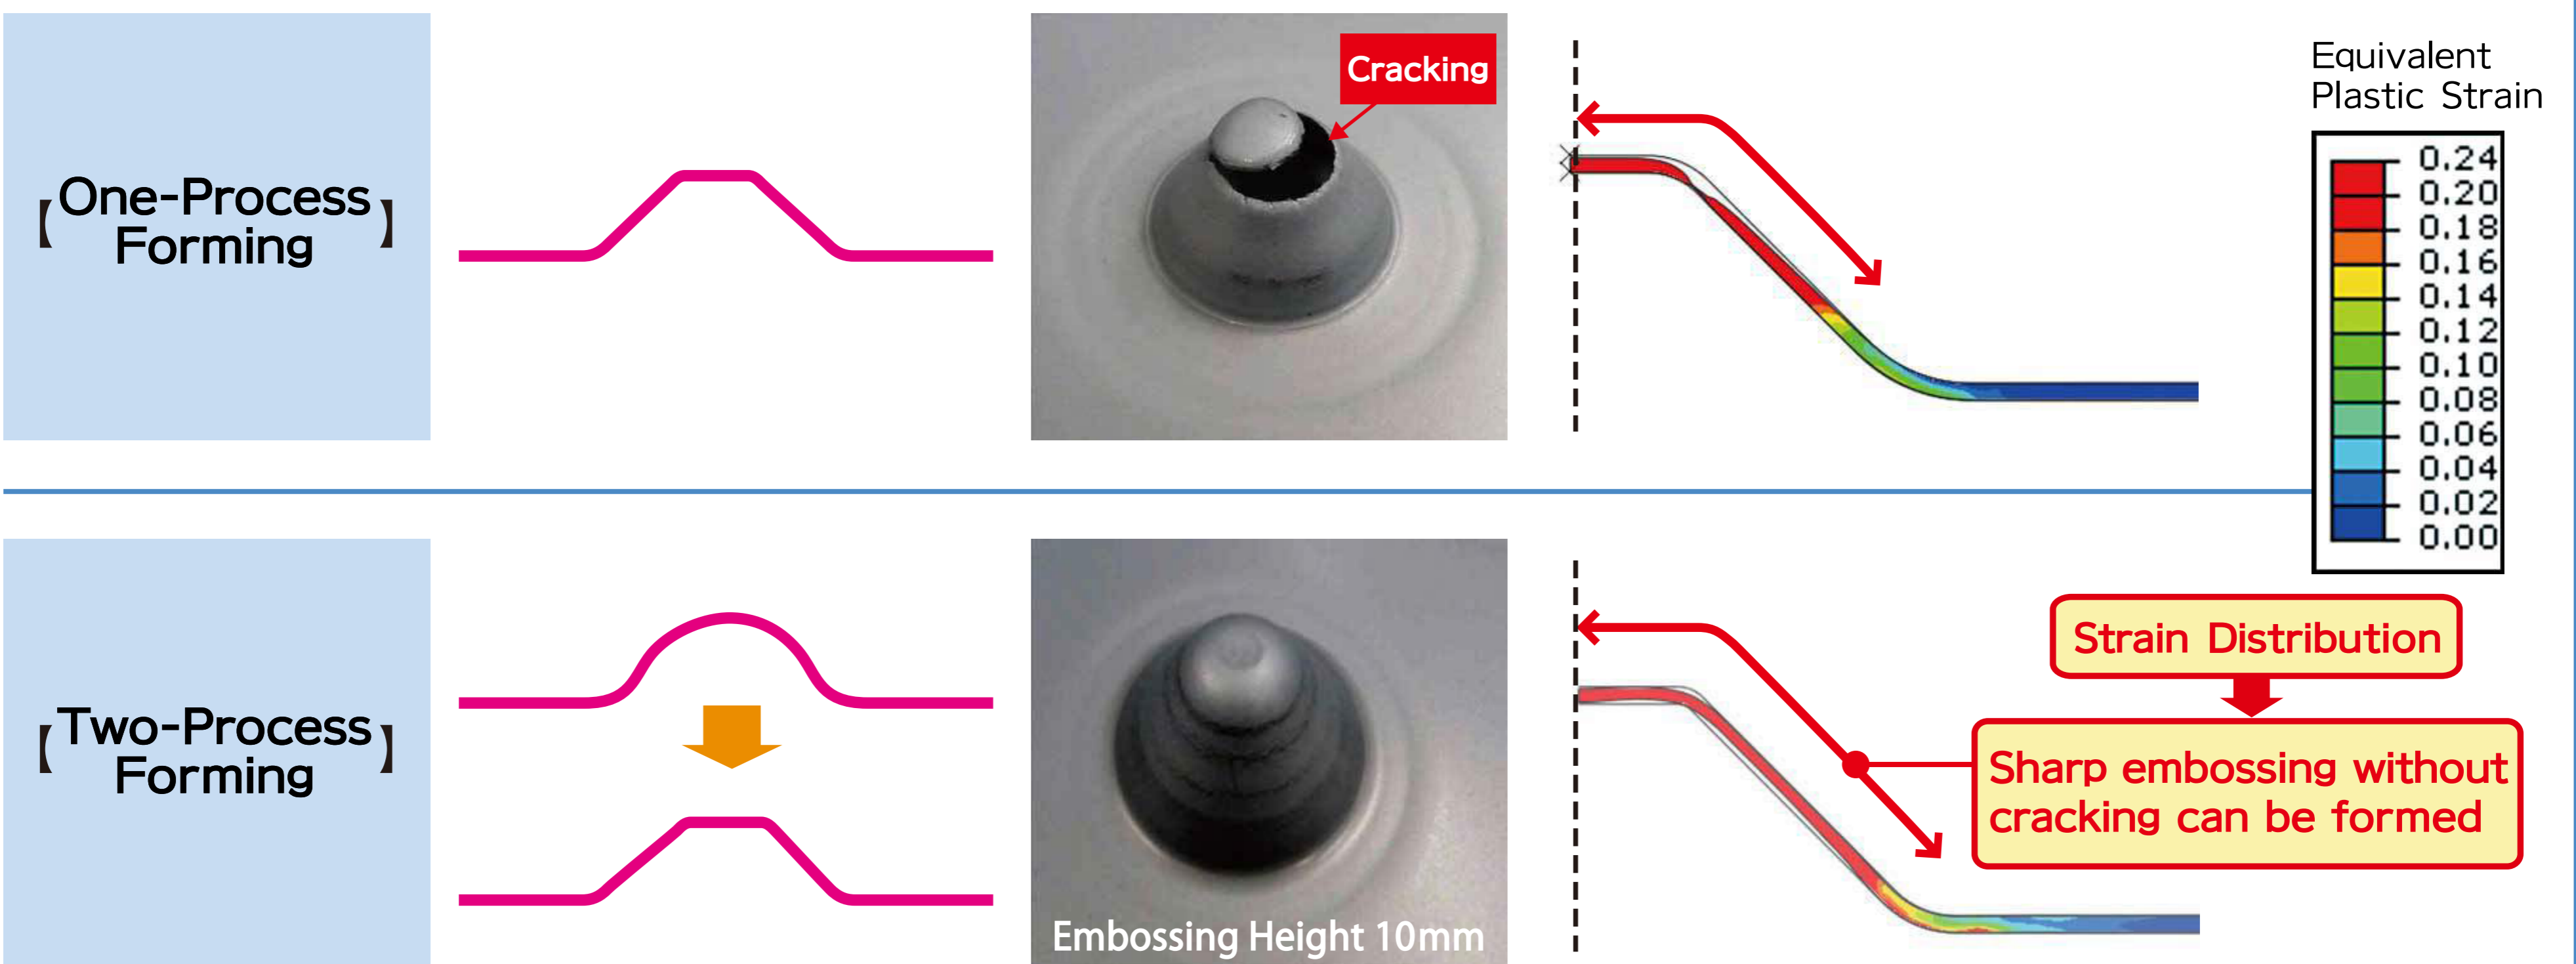 【One-Process
Forming】
Cracking
Equivalent
Plastic Strain
0.24
0.20
0.18
0.16
0.14
0.12
0.10
0.08
0.06
0.04
0.02
0.00
【Two-Process
Forming】
Embossing Height 10mm
Strain Distribution
Sharp embossing without
cracking can be formed